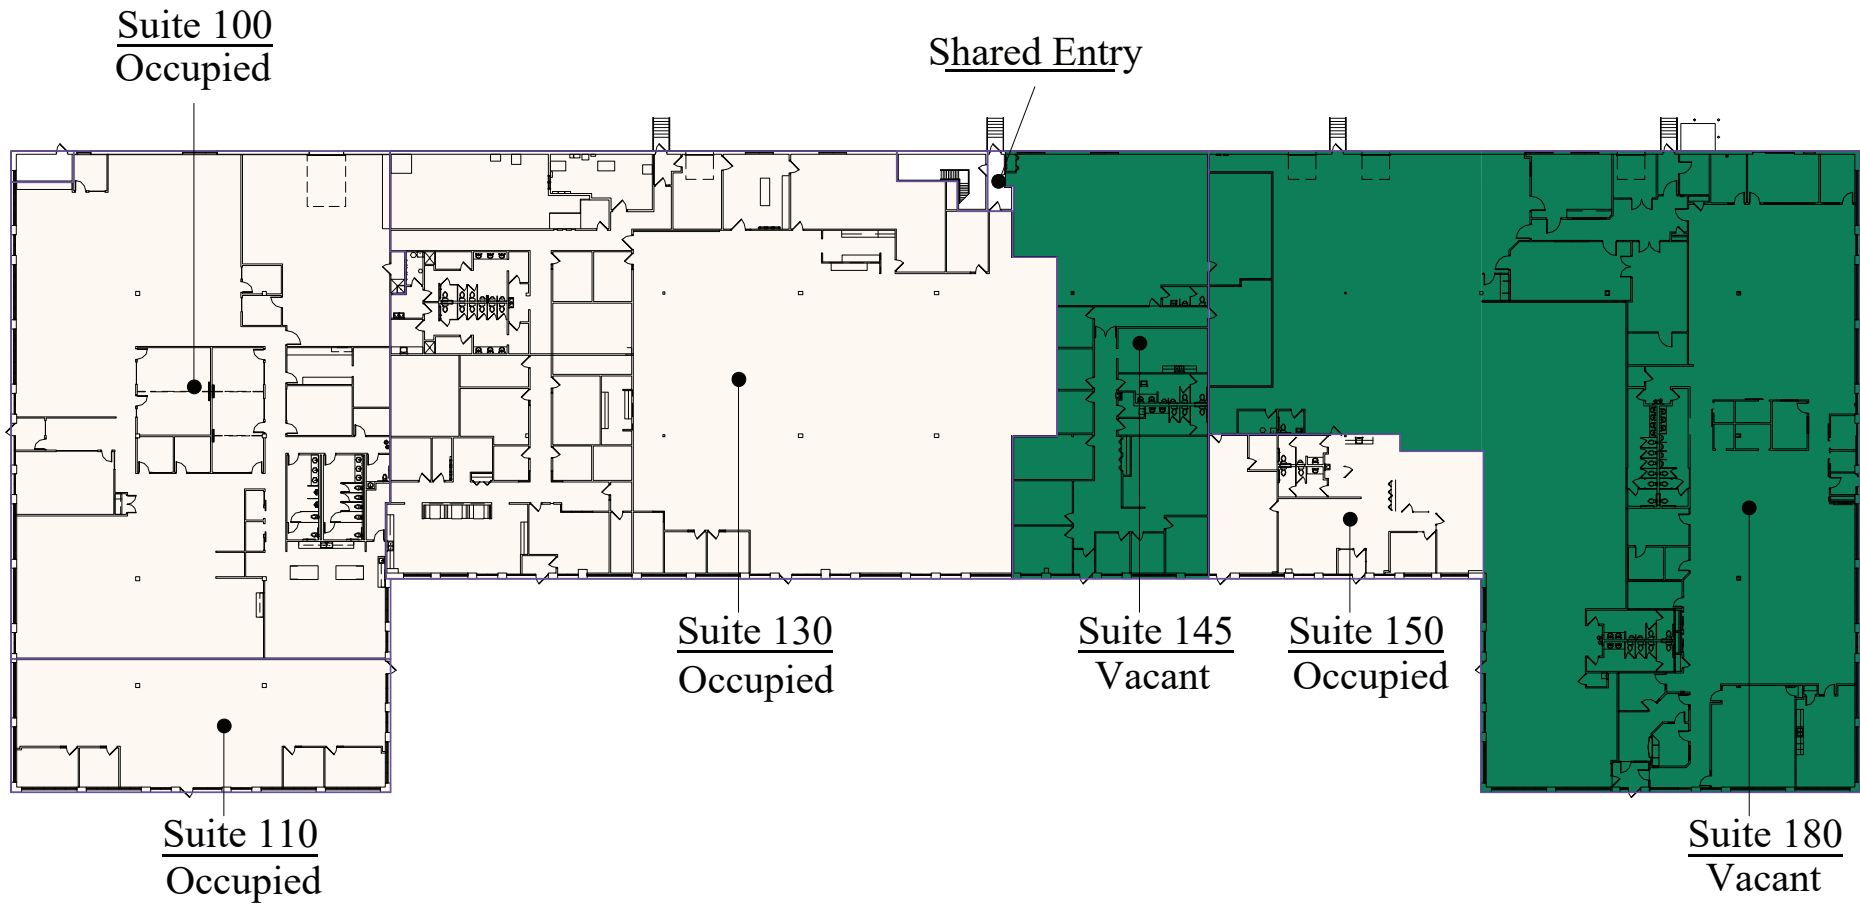 Suite 100
Occupied
Shared Entry
Suite 130
Occupied
Suite 145
Vacant
Suite 150
Occupied
Suite 110
Occupied
Suite 180
Vacant